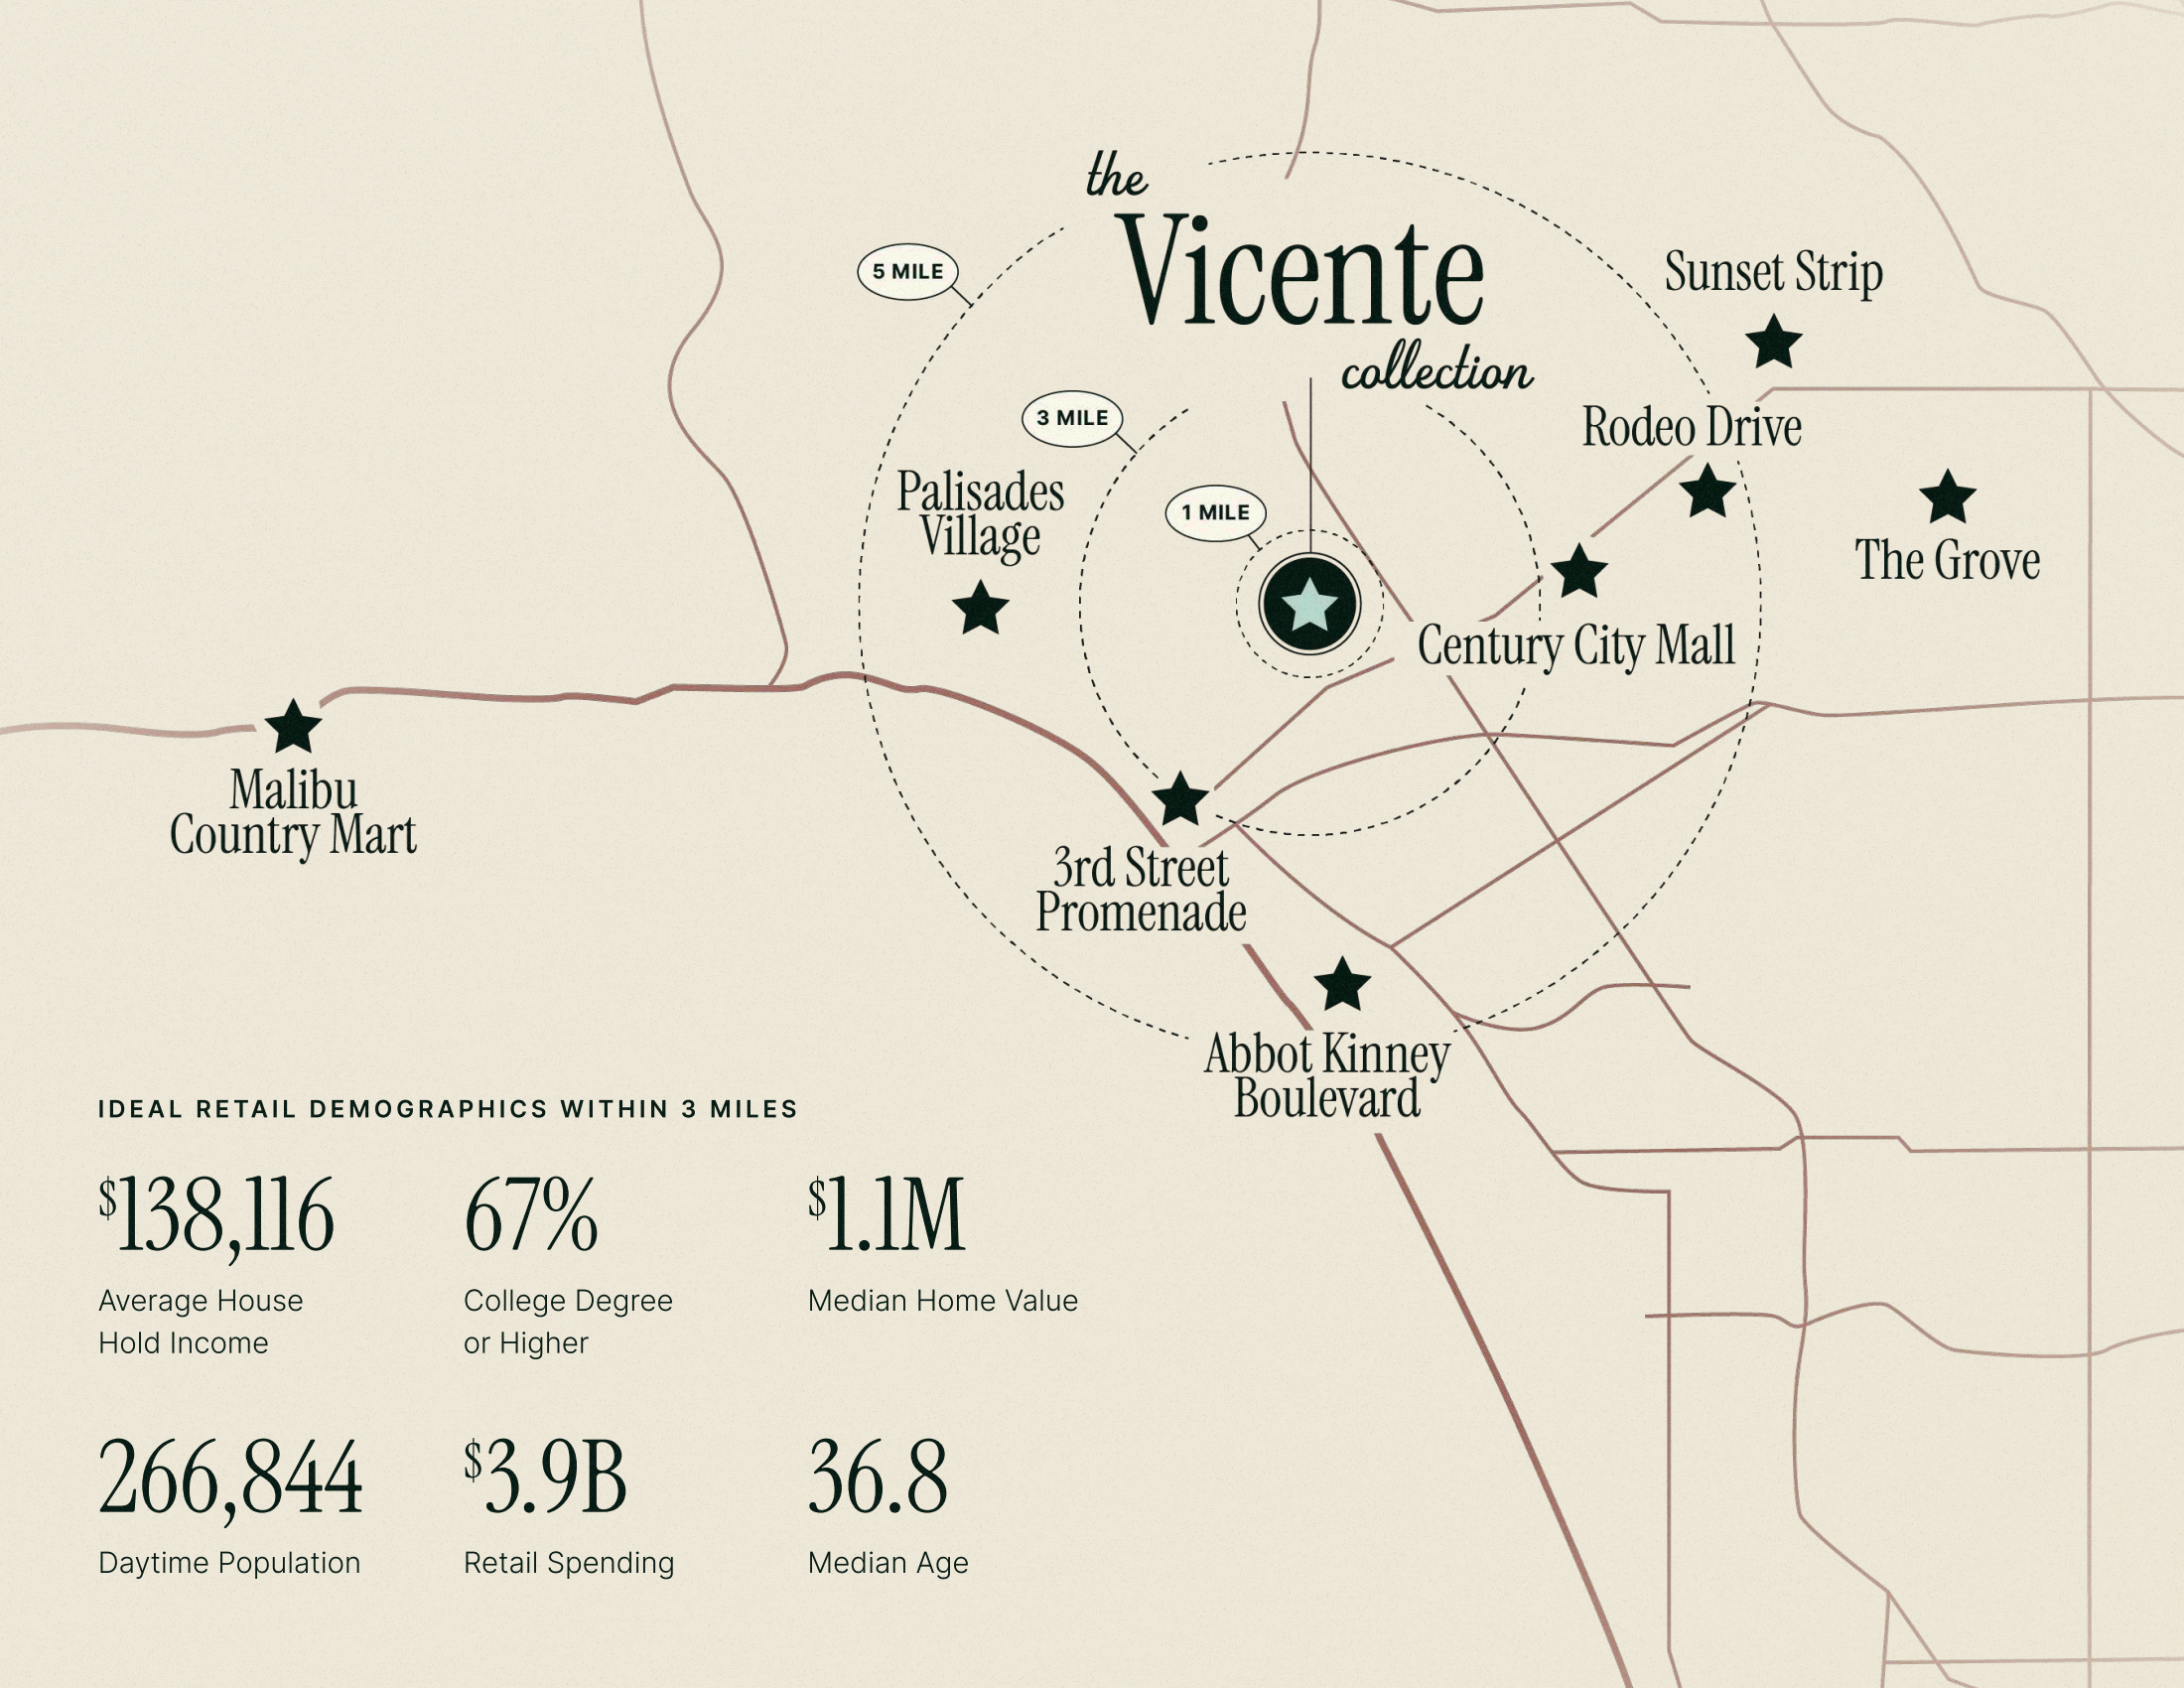 the
Vicente
collection
5 MILE
3 MILE
1 MILE
Sunset Strip
Rodeo Drive
The Grove
Palisades
Village
Century City Mall
Malibu
Country Mart
3rd Street
Promenade
Abbot Kinney
Boulevard
IDEAL RETAIL DEMOGRAPHICS WITHIN 3 MILES
$138,116
Average House
Hold Income
67%
College Degree
or Higher
$1.1M
Median Home Value
266,844
Daytime Population
$3.9B
Retail Spending
36.8
Median Age